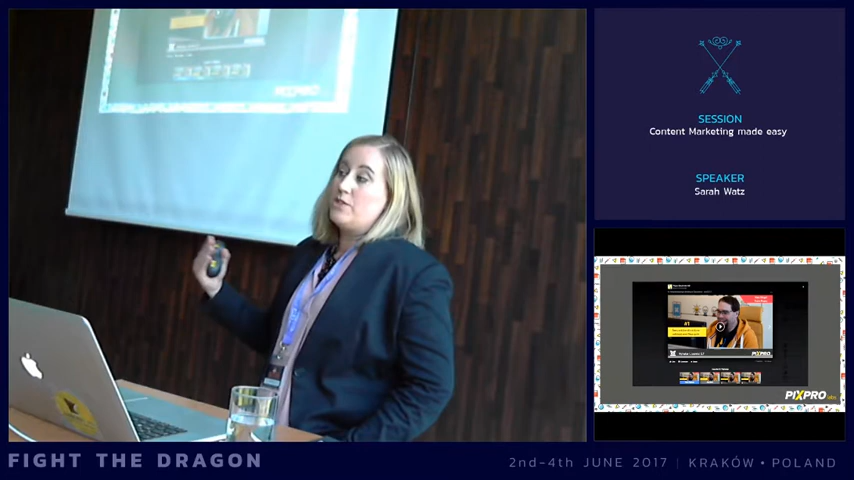 SESSION
Content Marketing made easy
SPEAKER
Sarah Watz
PIXPRO
PIXPRO labs
FIGHT THE DRAGON
2nd-4th JUNE 2017 | KRAKÓW • POLAND